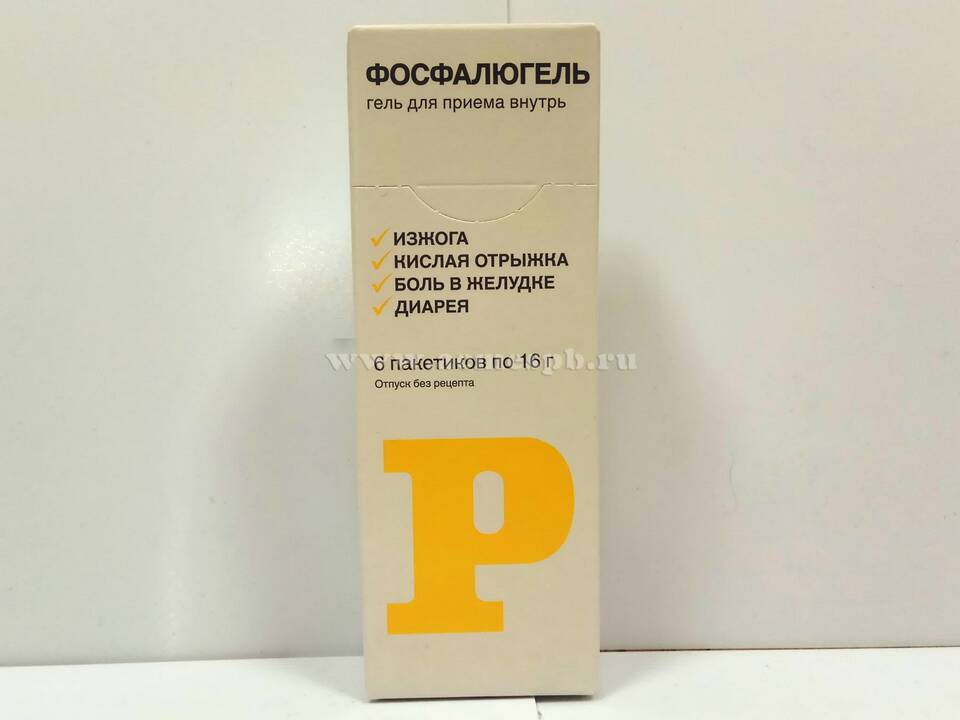 ФОСФАЛЮГЕЛЬ
гель для приема внутрь
ИЗЖОГА
КИСЛАЯ ОТРЫЖКА
БОЛЬ В ЖЕЛУДКЕ
ДИАРЕЯ
6 пакетиков по 16 г
Отпуск без рецепта
P